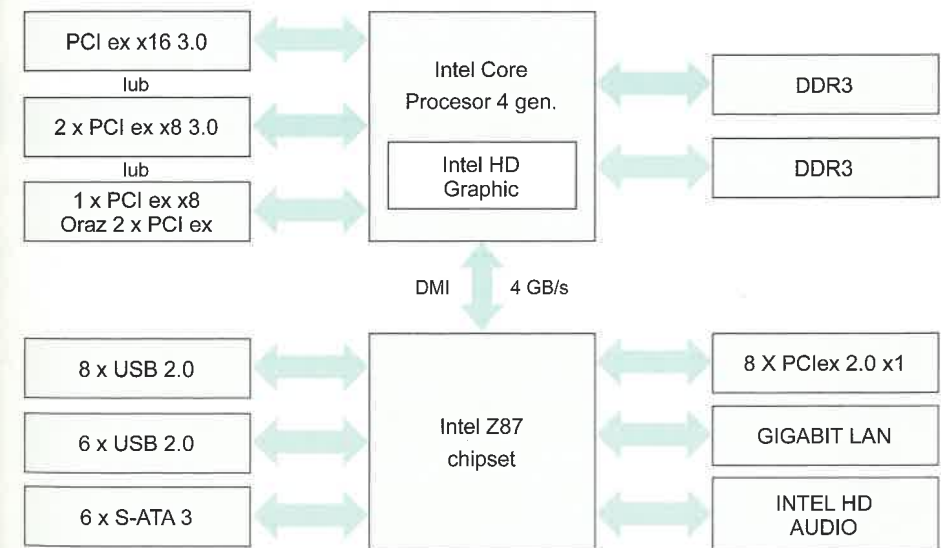 PCI ex x16 3.0
lub
2 x PCI ex x8 3.0
lub
1 x PCI ex x8
Oraz 2 x PCI ex
Intel Core
Procesor 4 gen.
Intel HD
Graphic
DDR3
DDR3
DMI 4 GB/s
8 x USB 2.0
6 x USB 2.0
6 x S-ATA 3
Intel Z87
chipset
8 X PCIex 2.0 x1
GIGABIT LAN
INTEL HD
AUDIO